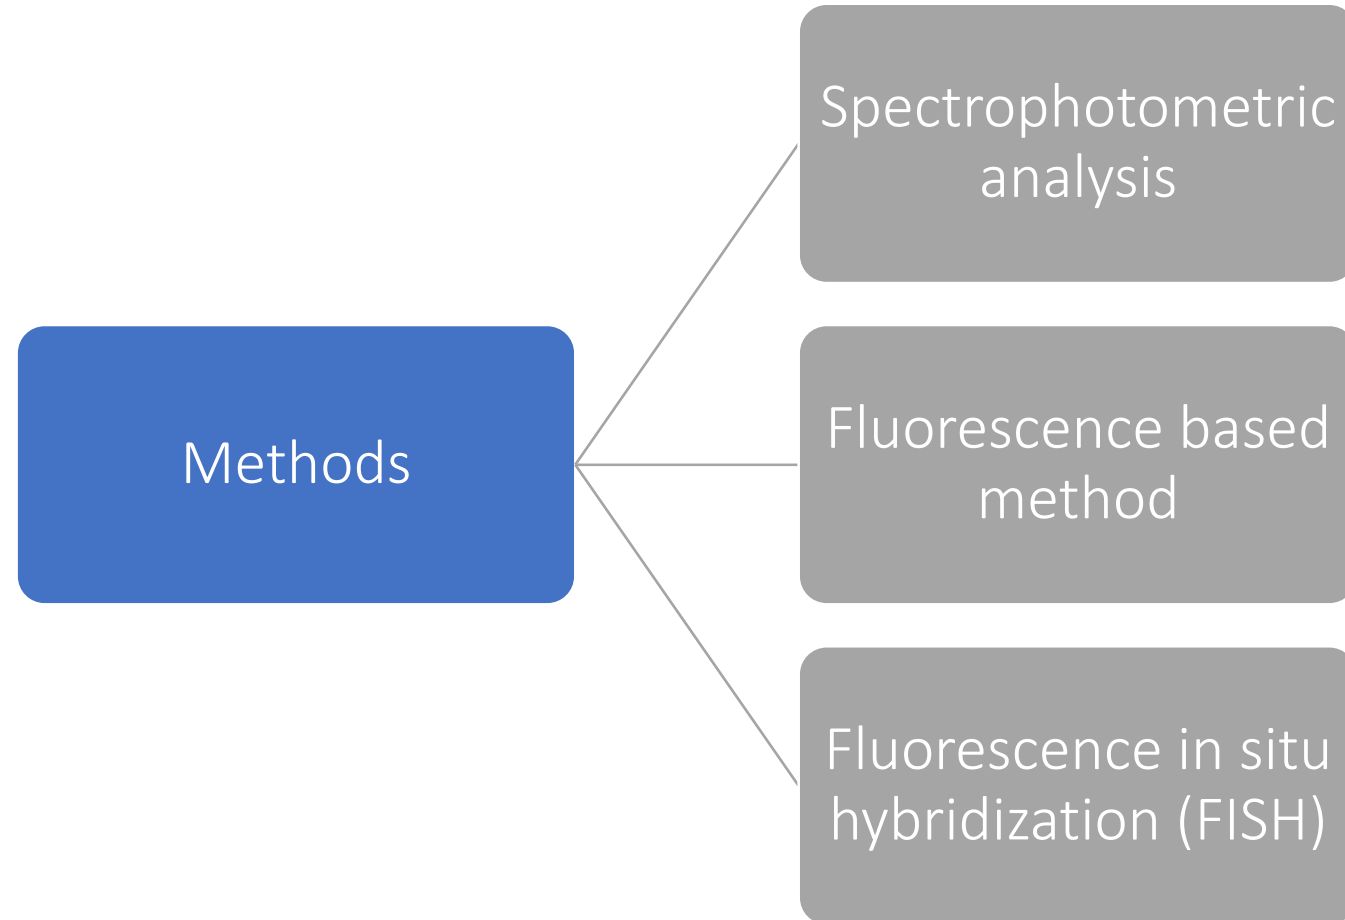 Methods
Spectrophotometric
analysis
Fluorescence based
method
Fluorescence in situ
hybridization (FISH)